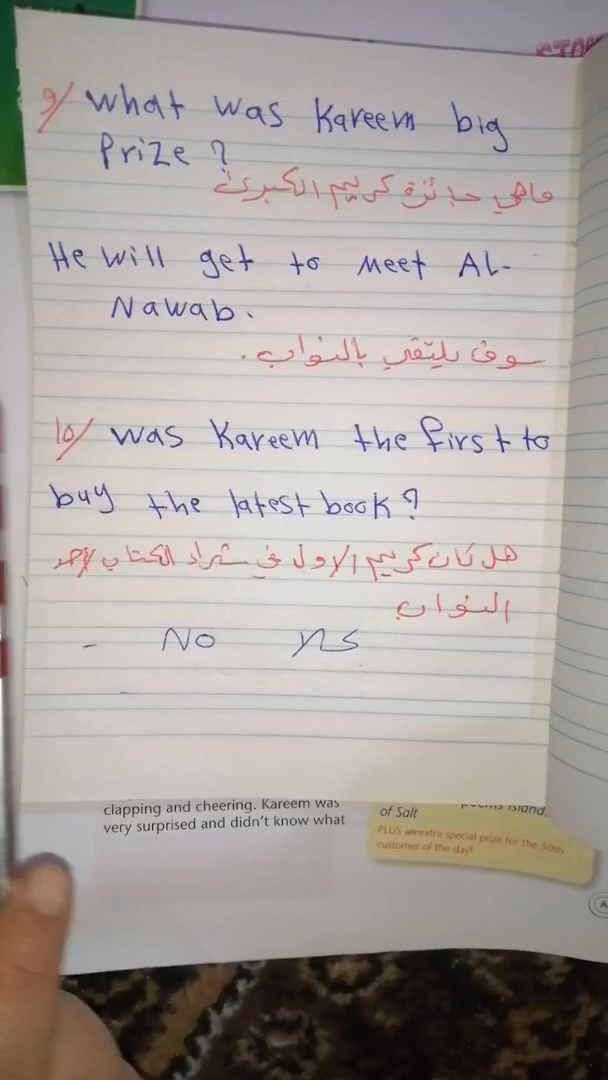 9/ What was Kareem big
Prize ?
ماهي جائزة كريم الكبرى؟
He will get to meet Al-
Nawab.
سوف يلتقي بالنواب.
10/ was Kareem the first to
buy the latest book?
هل كان كريم الاول في شراء الكتاب لاحمد
النواب
- No كلا
clapping and cheering. Kareem was
very surprised and didn't know what
of Salt
Island.
PLUS an extra special prize for the 50th
customer of the day!
A